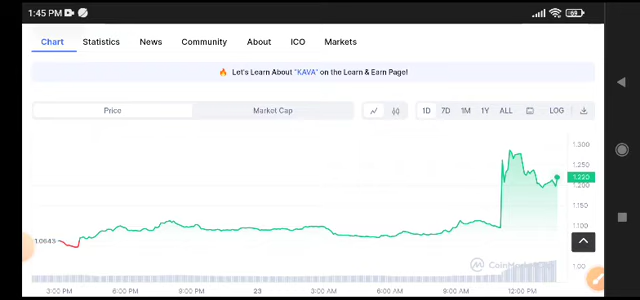 1:45 PM 69
Chart Statistics News Community About ICO Markets
Let's Learn About "KAVA" on the Learn & Earn Page!
Price Market Cap 1D 7D 1M 1Y ALL LOG
1.300
1.250
1.220
1.200
1.150
1.100
1.0643
1.00
CoinMarketCap
3:00 PM 6:00 PM 9:00 PM 23 3:00 AM 6:00 AM 9:00 AM 12:00 PM